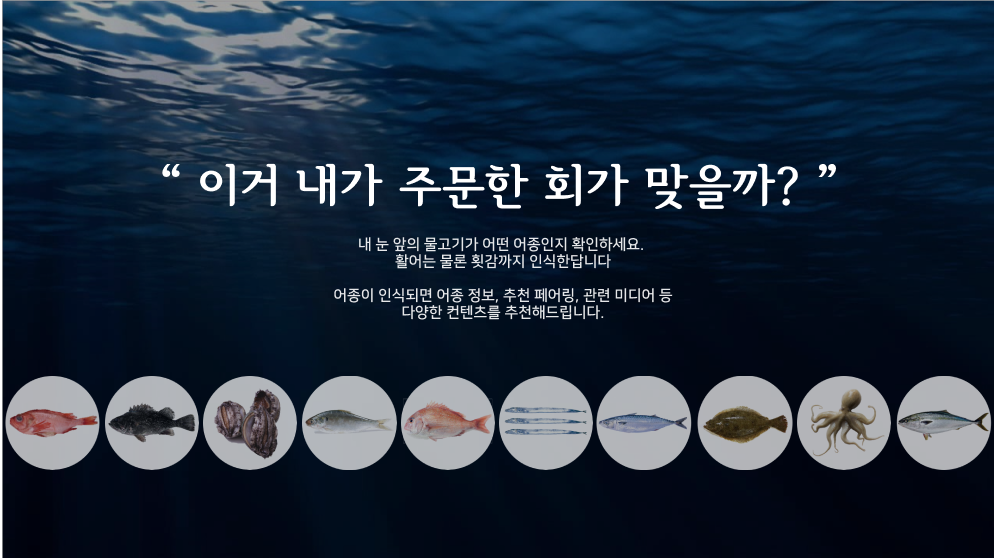 “ 이거 내가 주문한 회가 맞을까? ”
내 눈 앞의 물고기가 어떤 어종인지 확인하세요.
활어는 물론 횟감까지 인식한답니다
어종이 인식되면 어종 정보, 추천 페어링, 관련 미디어 등
다양한 컨텐츠를 추천해드립니다.